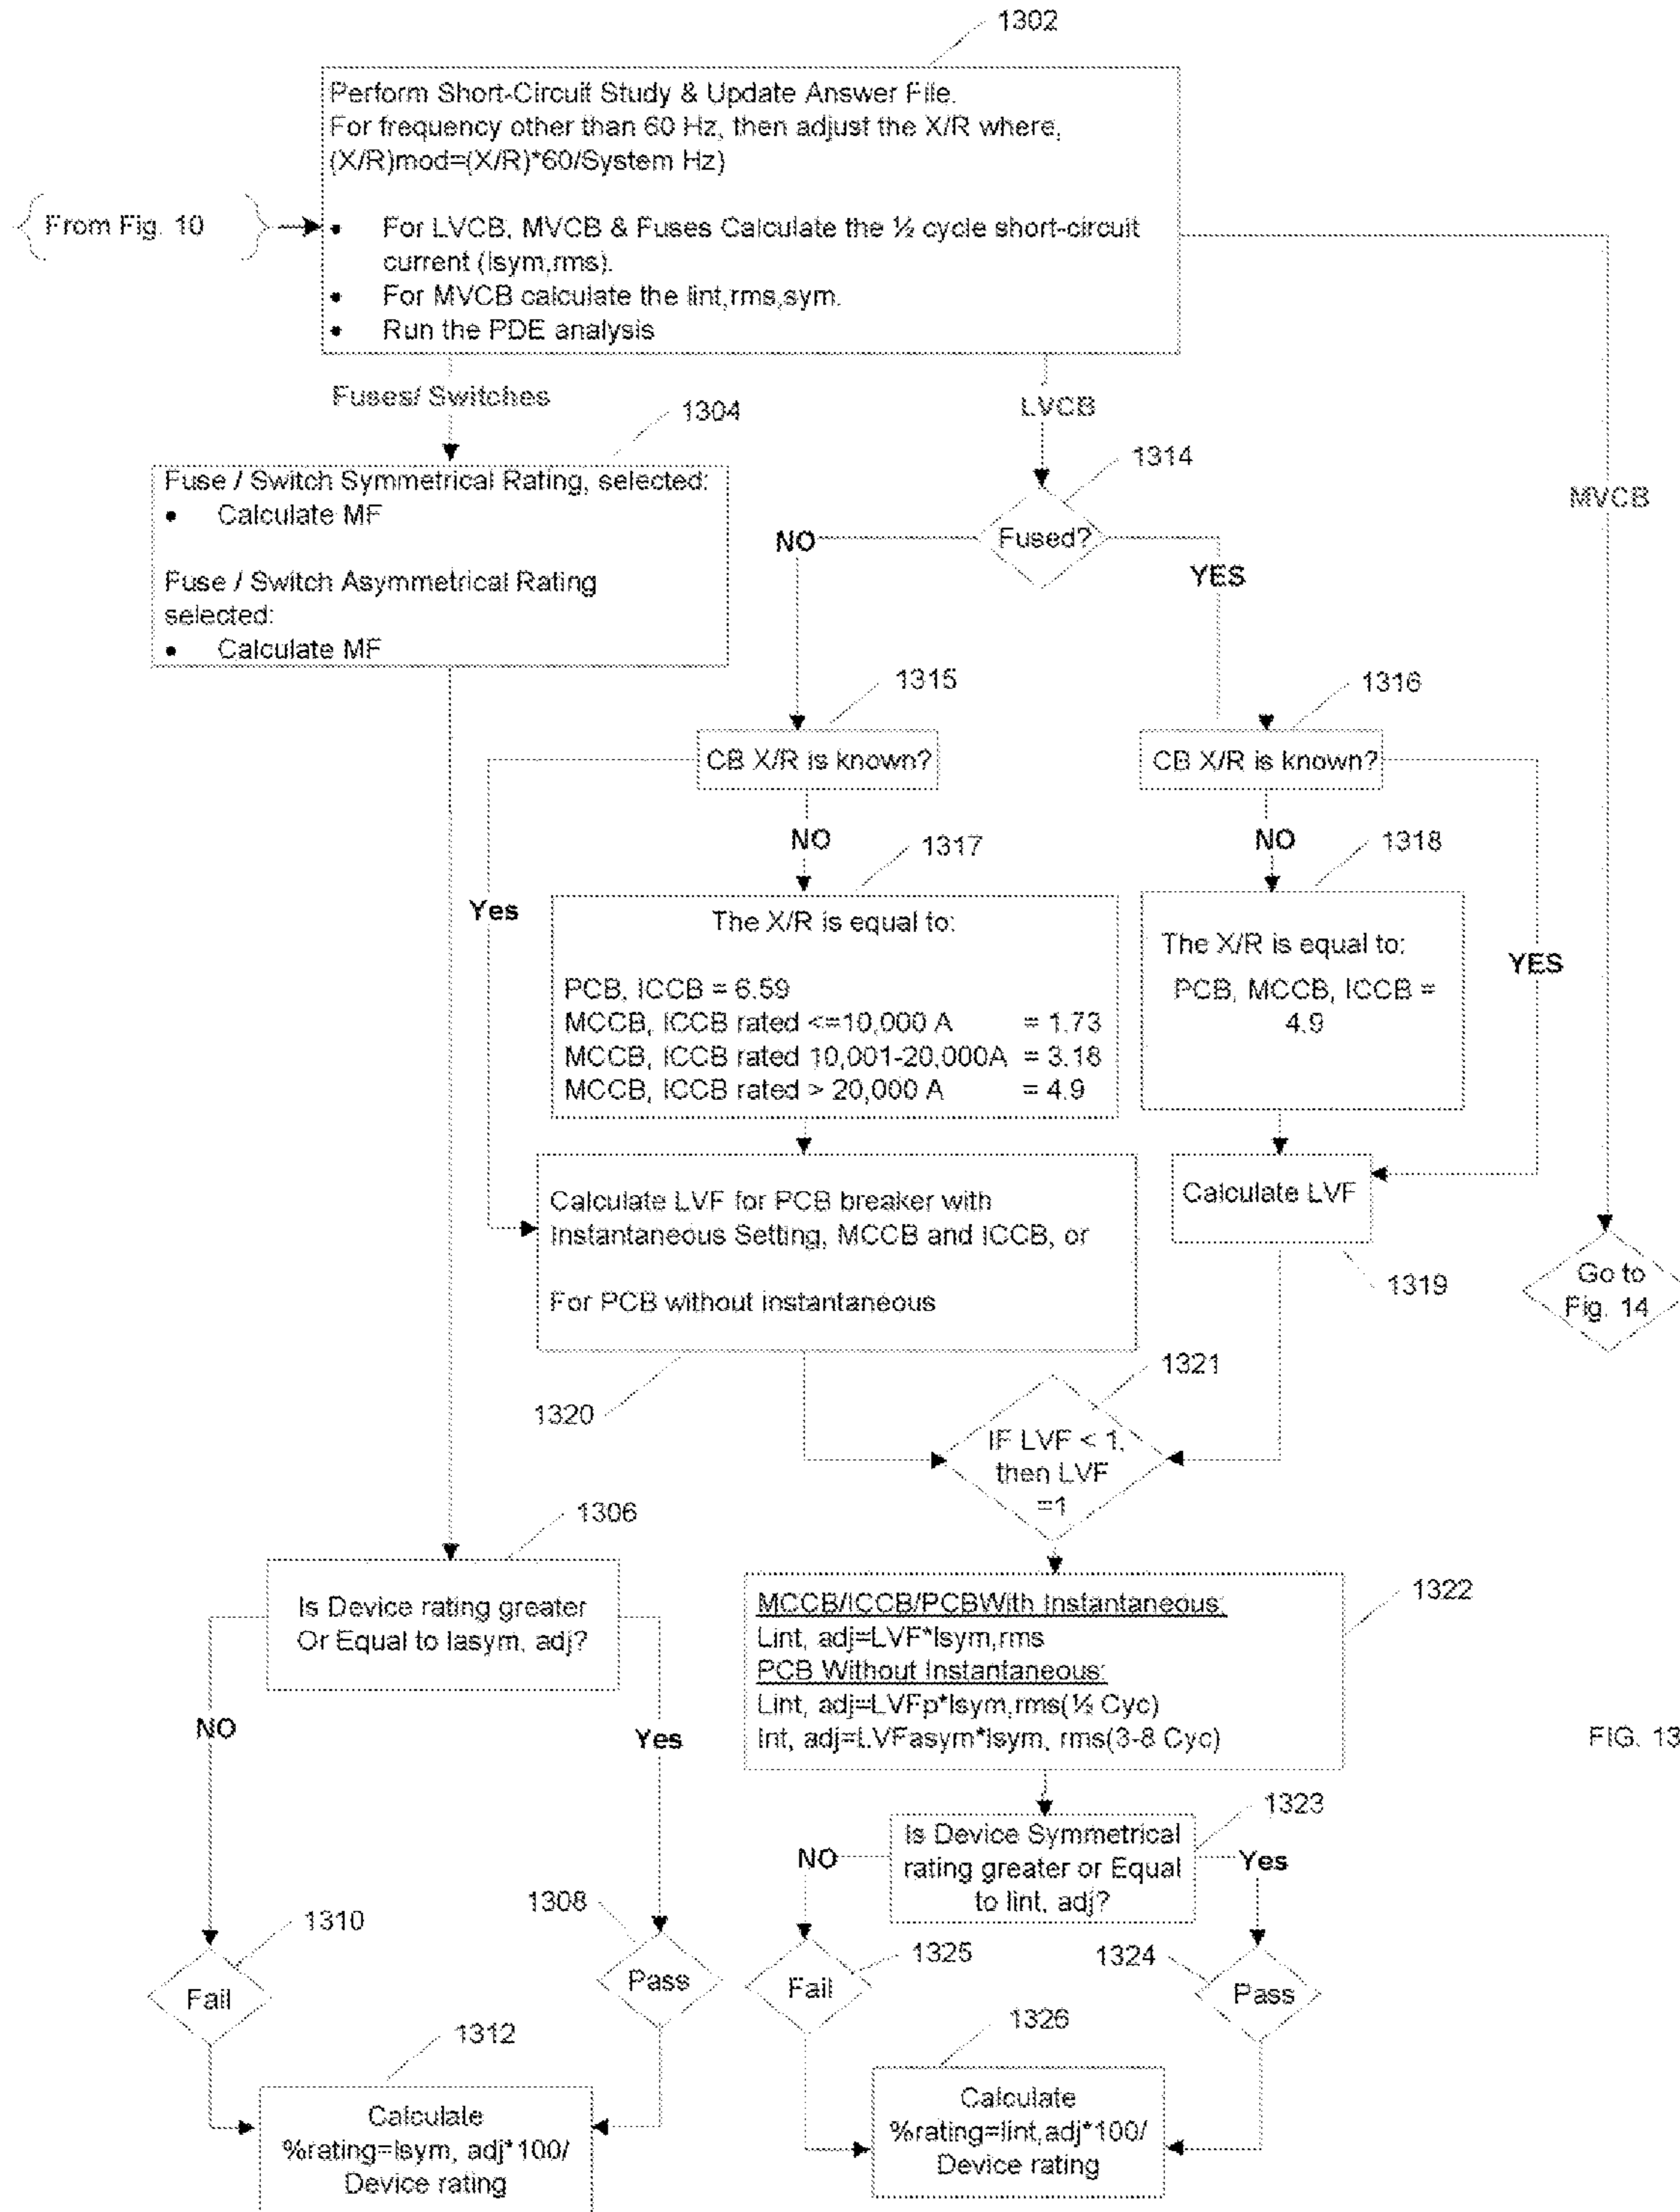 1302
Perform Short-Circuit Study & Update Answer File.
For frequency other than 60 Hz, then adjust the X/R where,
(X/R)mod=(X/R)*60/System Hz)
• For LVCB, MVCB & Fuses Calculate the ½ cycle short-circuit
current (Isym,rms).
• For MVCB calculate the Iint,rms,sym.
• Run the PDE analysis
From Fig. 10
Fuses/ Switches
LVCB
MVCB
1304
Fuse / Switch Symmetrical Rating, selected:
• Calculate MF
Fuse / Switch Asymmetrical Rating
selected:
• Calculate MF
1314
Fused?
NO
YES
1315
CB X/R is known?
1316
CB X/R is known?
NO
NO
Yes
YES
1317
The X/R is equal to:
PCB, ICCB = 6.59
MCCB, ICCB rated <=10,000 A = 1.73
MCCB, ICCB rated 10,001-20,000A = 3.18
MCCB, ICCB rated > 20,000 A = 4.9
1318
The X/R is equal to:
PCB, MCCB, ICCB =
4.9
Calculate LVF for PCB breaker with
Instantaneous Setting, MCCB and ICCB, or
For PCB without instantaneous
1320
Calculate LVF
1319
Go to
Fig. 14
1321
IF LVF < 1,
then LVF
=1
1306
Is Device rating greater
Or Equal to Iasym, adj?
NO
Yes
1322
MCCB/ICCB/PCBWith Instantaneous:
Lint, adj=LVF*Isym,rms
PCB Without Instantaneous:
Lint, adj=LVFp*Isym,rms(½ Cyc)
Int, adj=LVFasym*Isym, rms(3-8 Cyc)
FIG. 13
1323
Is Device Symmetrical
rating greater or Equal
to Iint, adj?
NO
Yes
1310
Fail
1308
Pass
1325
Fail
1324
Pass
1312
Calculate
%rating=Isym, adj*100/
Device rating
1326
Calculate
%rating=Iint,adj*100/
Device rating